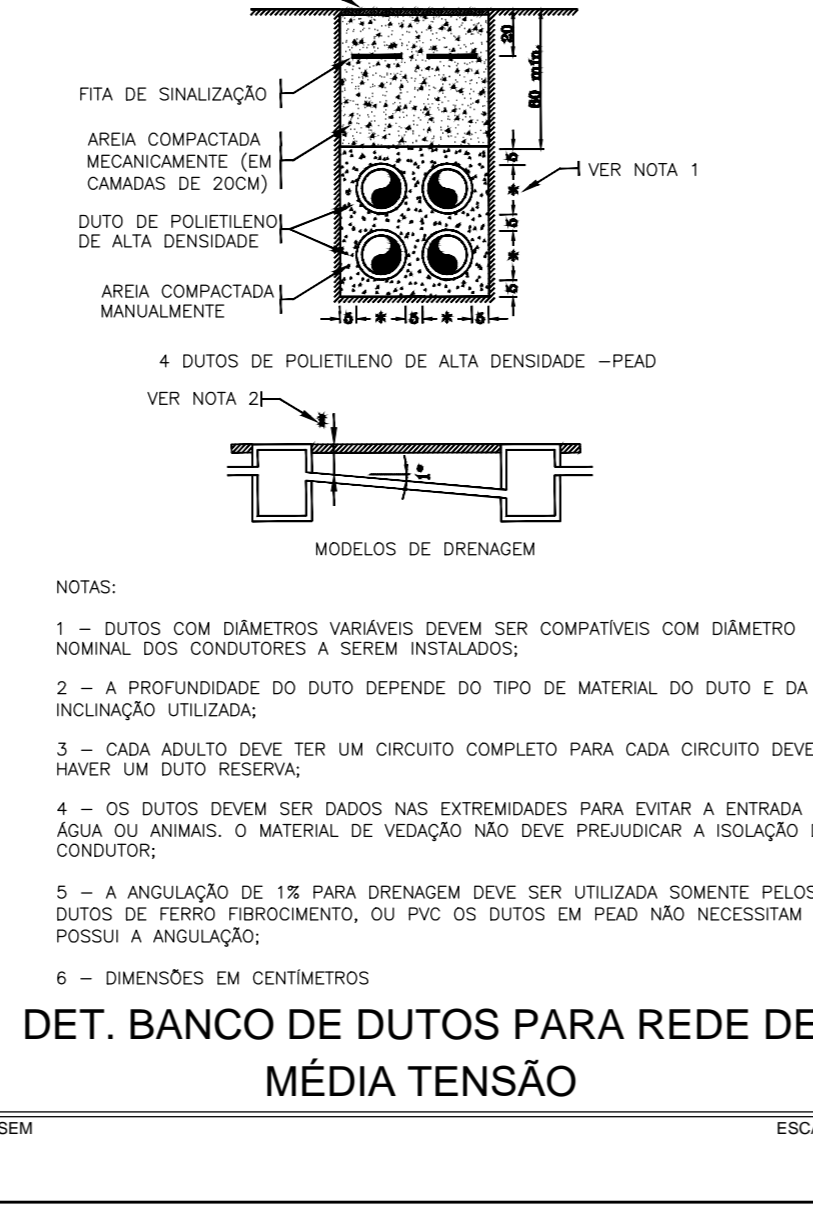 20
60 mín.
FITA DE SINALIZAÇÃO
AREIA COMPACTADA
MECANICAMENTE (EM
CAMADAS DE 20CM)
5
*
VER NOTA 1
DUTO DE POLIETILENO
DE ALTA DENSIDADE
5
*
5
AREIA COMPACTADA
MANUALMENTE
5 * 5 * 5
4 DUTOS DE POLIETILENO DE ALTA DENSIDADE –PEAD
VER NOTA 2
*
1°
MODELOS DE DRENAGEM
NOTAS:
1 – DUTOS COM DIÂMETROS VARIÁVEIS DEVEM SER COMPATÍVEIS COM DIÂMETRO
NOMINAL DOS CONDUTORES A SEREM INSTALADOS;
2 – A PROFUNDIDADE DO DUTO DEPENDE DO TIPO DE MATERIAL DO DUTO E DA
INCLINAÇÃO UTILIZADA;
3 – CADA ADULTO DEVE TER UM CIRCUITO COMPLETO PARA CADA CIRCUITO DEVE
HAVER UM DUTO RESERVA;
4 – OS DUTOS DEVEM SER DADOS NAS EXTREMIDADES PARA EVITAR A ENTRADA
ÁGUA OU ANIMAIS. O MATERIAL DE VEDAÇÃO NÃO DEVE PREJUDICAR A ISOLAÇÃO
CONDUTOR;
5 – A ANGULAÇÃO DE 1% PARA DRENAGEM DEVE SER UTILIZADA SOMENTE PELOS
DUTOS DE FERRO FIBROCIMENTO, OU PVC OS DUTOS EM PEAD NÃO NECESSITAM
POSSUI A ANGULAÇÃO;
6 – DIMENSÕES EM CENTÍMETROS
DET. BANCO DE DUTOS PARA REDE DE
MÉDIA TENSÃO
SEM ESC